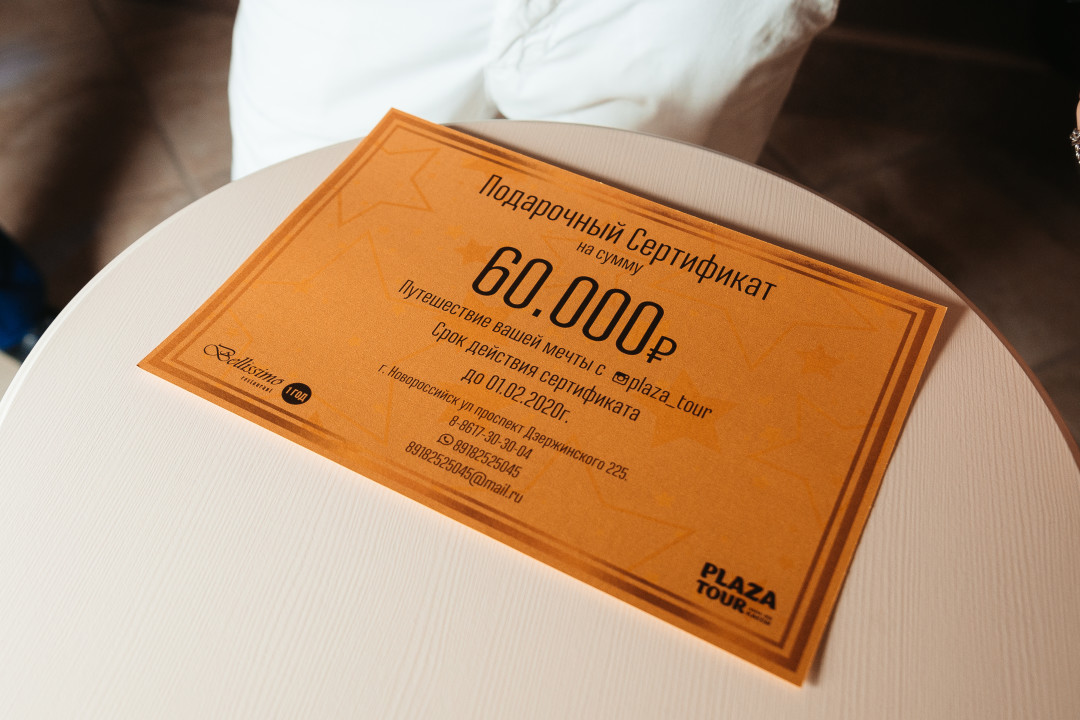 Подарочный Сертификат
на сумму
60.000₽
Путешествие вашей мечты с plaza_tour
Срок действия сертификата
до 01.02.2020г.
г. Новороссийск ул проспект Дзержинского 225.
8-8617-30-30-04
89182525045
89182525045@mail.ru
Bellissimo
RESTAURANT
1 ГОД
PLAZA
TOUR